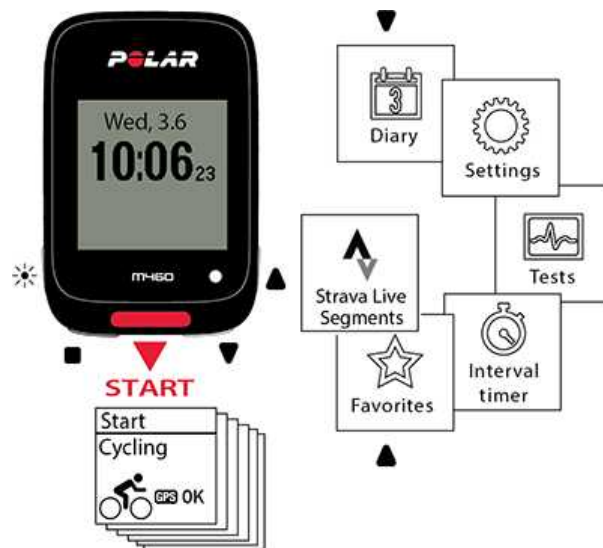 POLAR
Wed, 3.6
10:06 23
M460
START
Start
Cycling
GPS OK
3
Diary
Settings
Tests
Strava Live
Segments
Interval
timer
Favorites